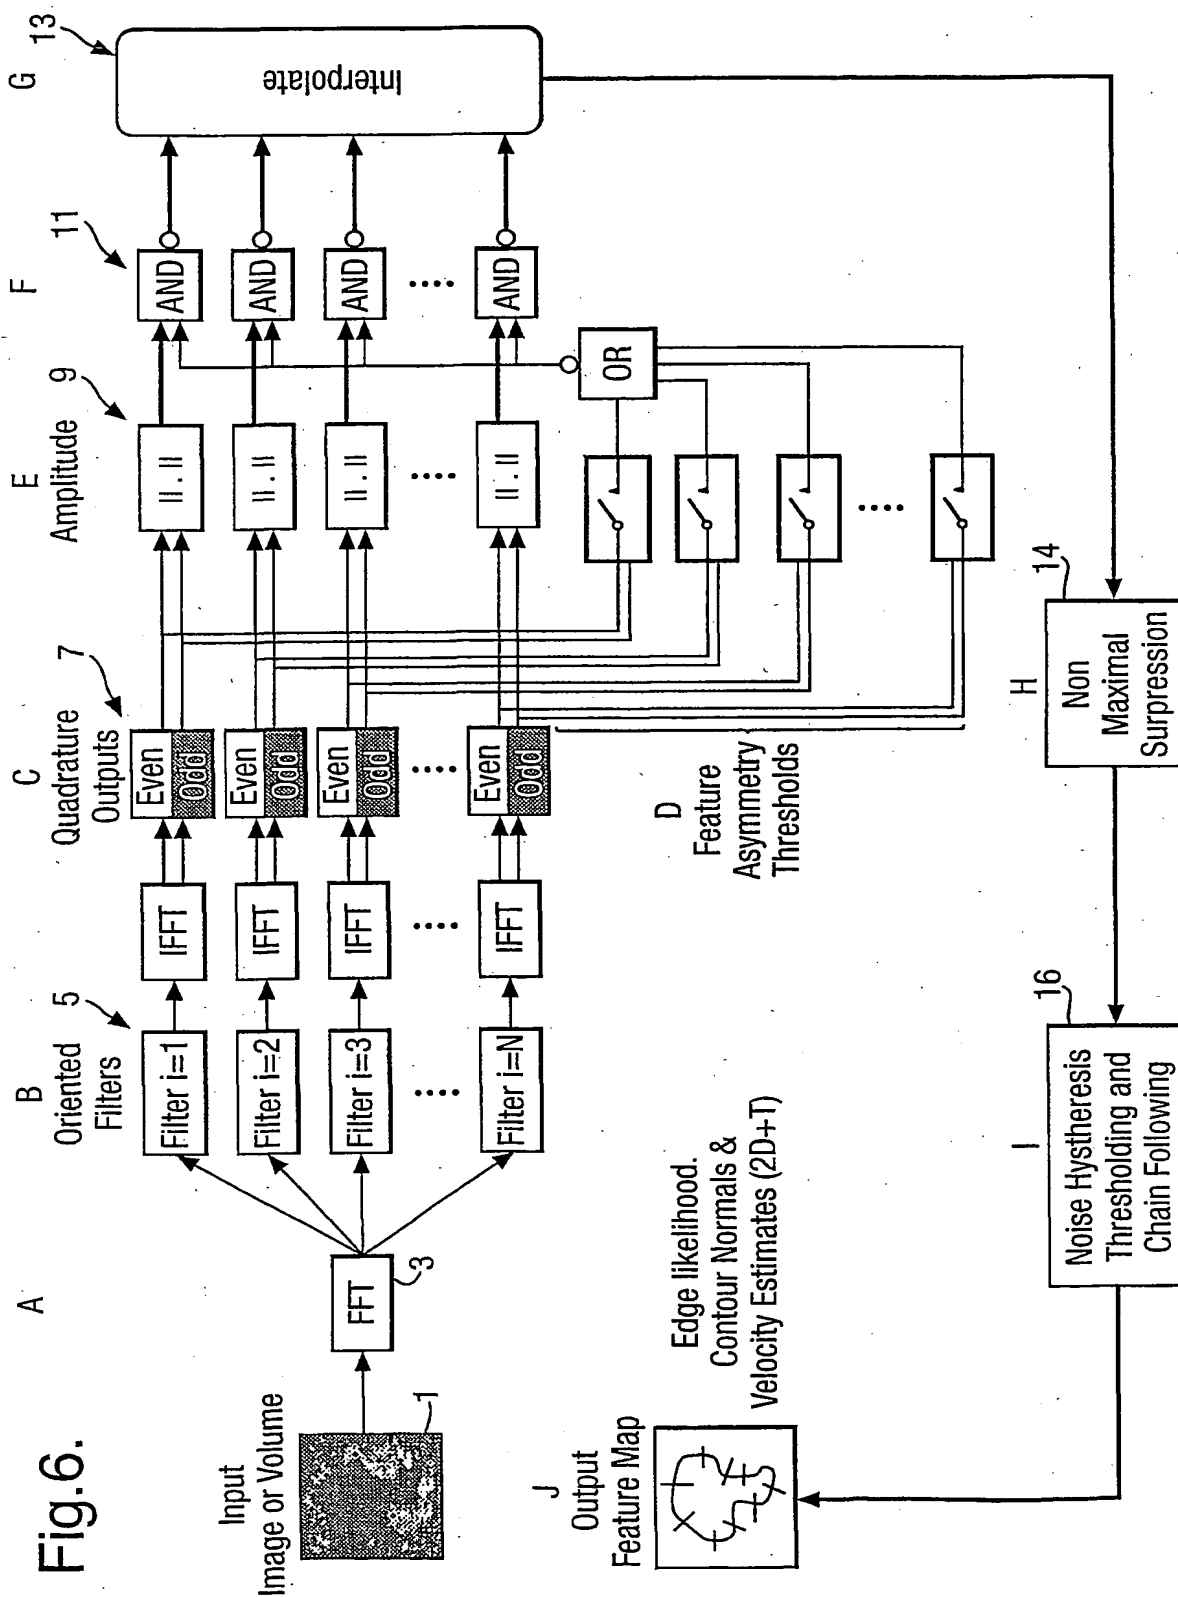 Fig.6.
Input
Image or Volume
1
A
FFT
3
B
Oriented
Filters
5
Filter i=1
Filter i=2
Filter i=3
....
Filter i=N
IFFT
IFFT
IFFT
....
IFFT
C
Quadrature
Outputs
7
Even
Odd
Even
Odd
Even
Odd
....
Even
Odd
D
Feature
Asymmetry
Thresholds
E
Amplitude
9
||.||
||.||
||.||
....
||.||
....
OR
F
11
AND
AND
AND
....
AND
G
13
Interpolate
H
14
Non
Maximal
Surpression
I
16
Noise Hystheresis
Thresholding and
Chain Following
J
Output
Feature Map
Edge likelihood.
Contour Normals &
Velocity Estimates (2D+T)